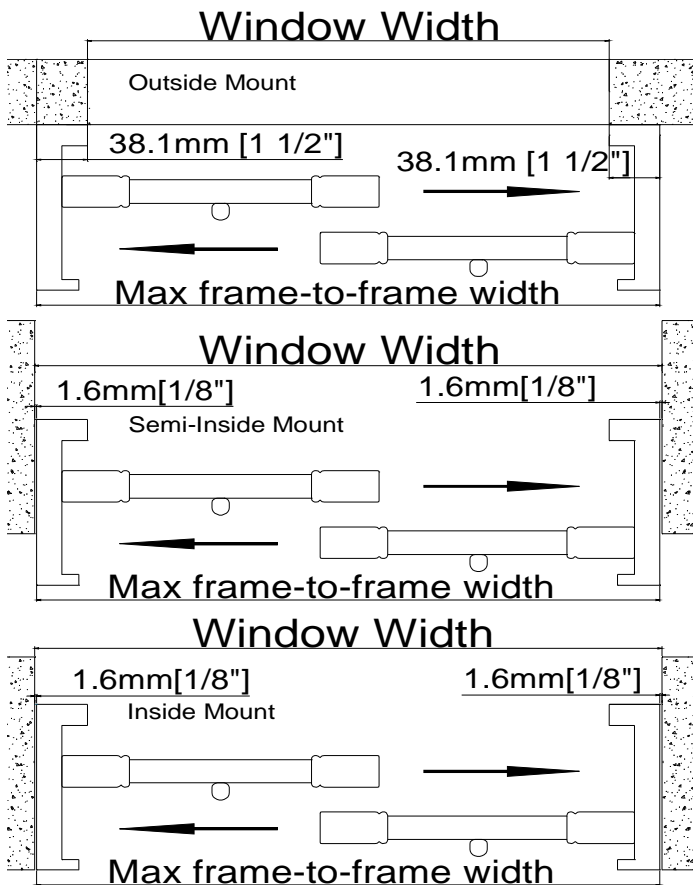 Window Width
Outside Mount
38.1mm [1 1/2"]
38.1mm [1 1/2"]
Max frame-to-frame width
Window Width
1.6mm[1/8"]
1.6mm[1/8"]
Semi-Inside Mount
Max frame-to-frame width
Window Width
1.6mm[1/8"]
1.6mm[1/8"]
Inside Mount
Max frame-to-frame width